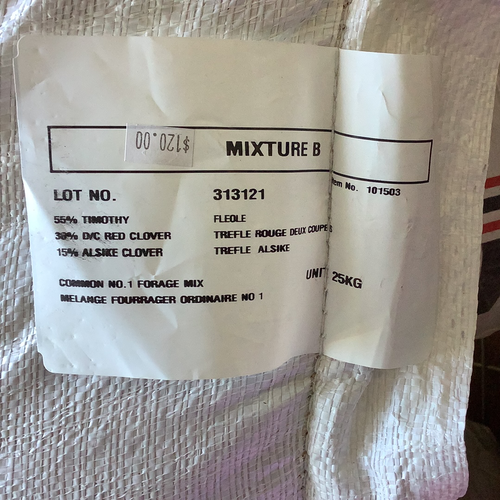 $120.00
MIXTURE B
Item No. 101503
LOT NO. 313121
55% TIMOTHY FLEOLE
30% D/C RED CLOVER TREFLE ROUGE DEUX COUPES
15% ALSIKE CLOVER TREFLE ALSIKE
COMMON NO.1 FORAGE MIX
UNIT 25KG
MELANGE FOURRAGER ORDINAIRE NO 1